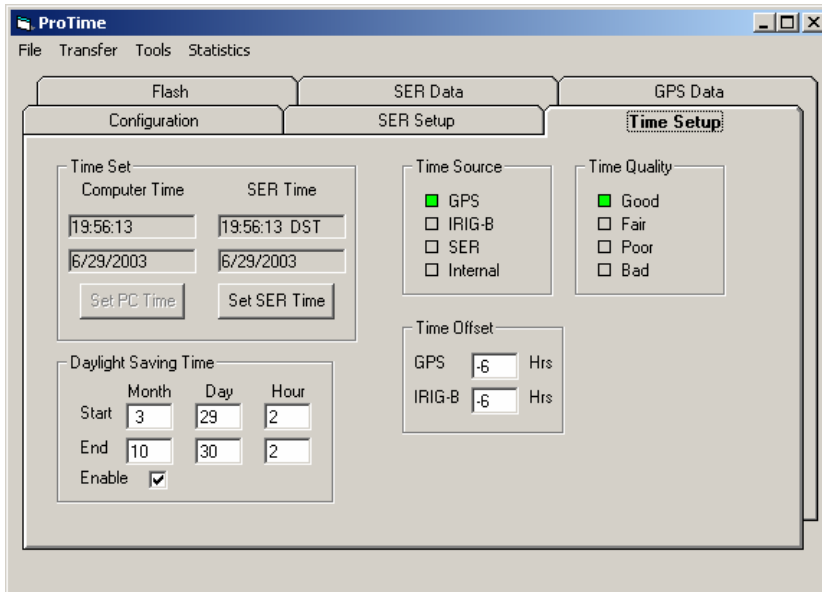 ProTime
File Transfer Tools Statistics
Flash SER Data GPS Data
Configuration SER Setup Time Setup
Time Set
Computer Time SER Time
19:56:13 19:56:13 DST
6/29/2003 6/29/2003
Set PC Time Set SER Time
Daylight Saving Time
Month Day Hour
Start 3 29 2
End 10 30 2
Enable
Time Source
GPS
IRIG-B
SER
Internal
Time Quality
Good
Fair
Poor
Bad
Time Offset
GPS -6 Hrs
IRIG-B -6 Hrs